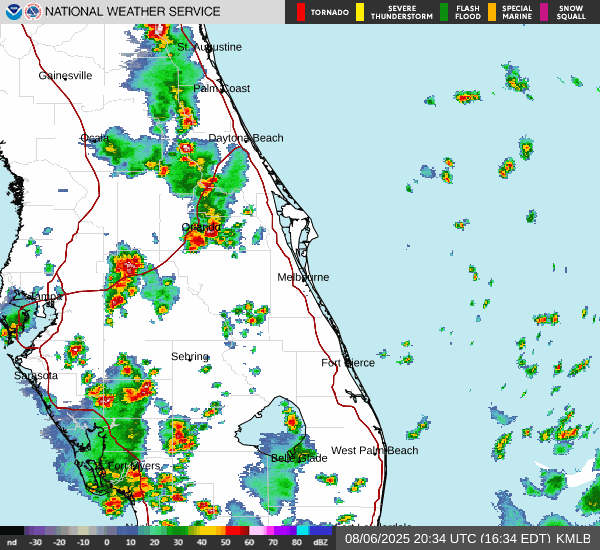 NATIONAL WEATHER SERVICE
TORNADO
SEVERE THUNDERSTORM
FLASH FLOOD
SPECIAL MARINE
SNOW SQUALL
St. Augustine
Gainesville
Palm Coast
Ocala
Daytona Beach
Orlando
Melbourne
Tampa
Sebring
Fort Pierce
Sarasota
West Palm Beach
Belle Glade
Fort Myers
nd -30 -20 -10 0 10 20 30 40 50 60 70 80 dBZ
08/06/2025 20:34 UTC (16:34 EDT) KMLB